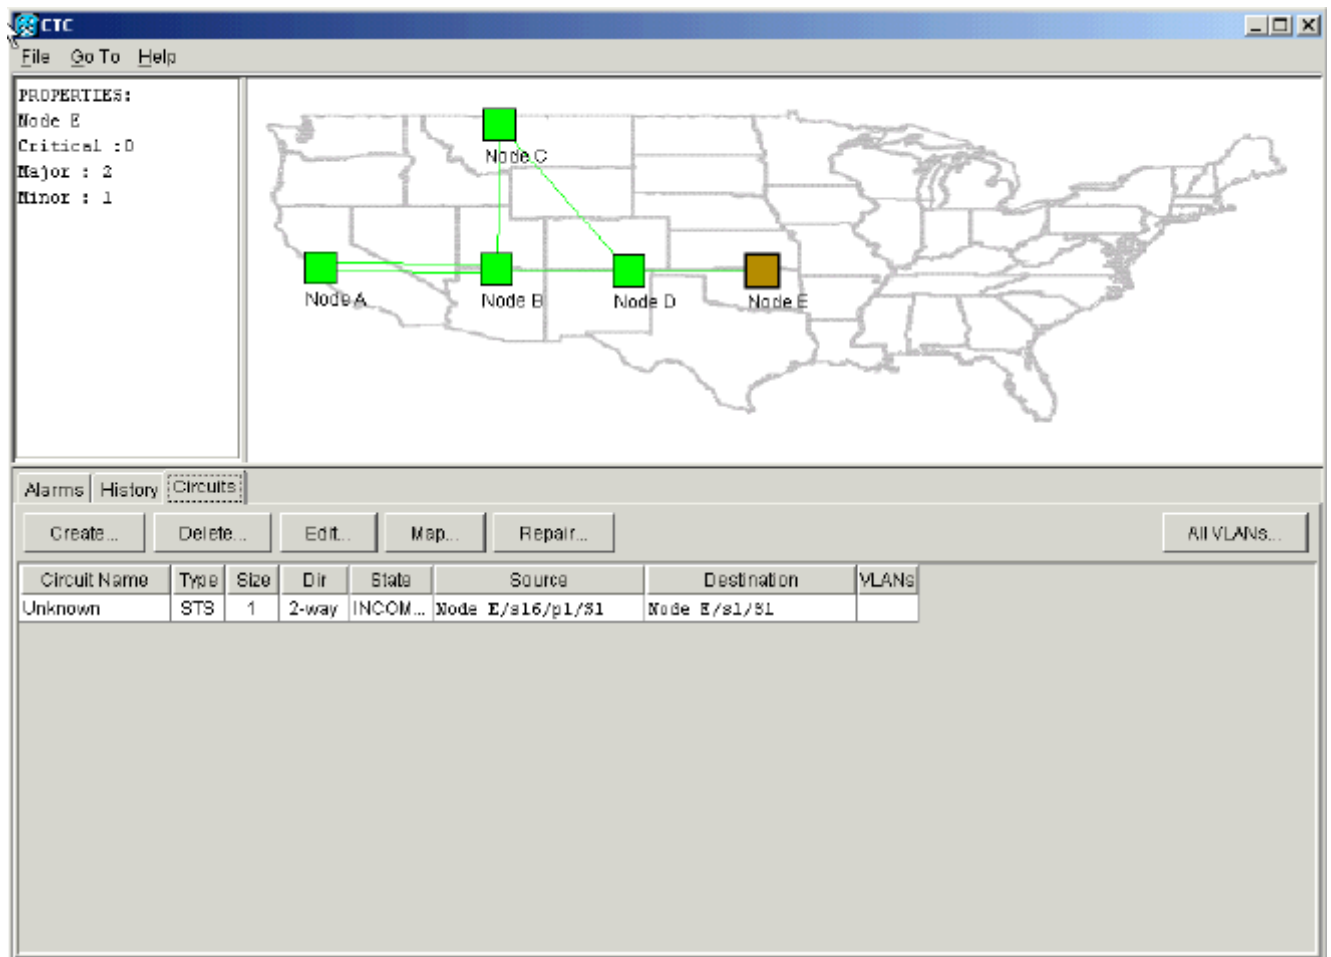 CTC
File Go To Help
PROPERTIES:
Node E
Critical :0
Major : 2
Minor : 1
Node C
Node A
Node B
Node D
Node E
Alarms History Circuits
Create... Delete... Edit... Map... Repair... All VLANs...
Circuit Name Type Size Dir State Source Destination VLANs
Unknown STS 1 2-way INCOM... Node E/s16/p1/S1 Node E/s1/S1